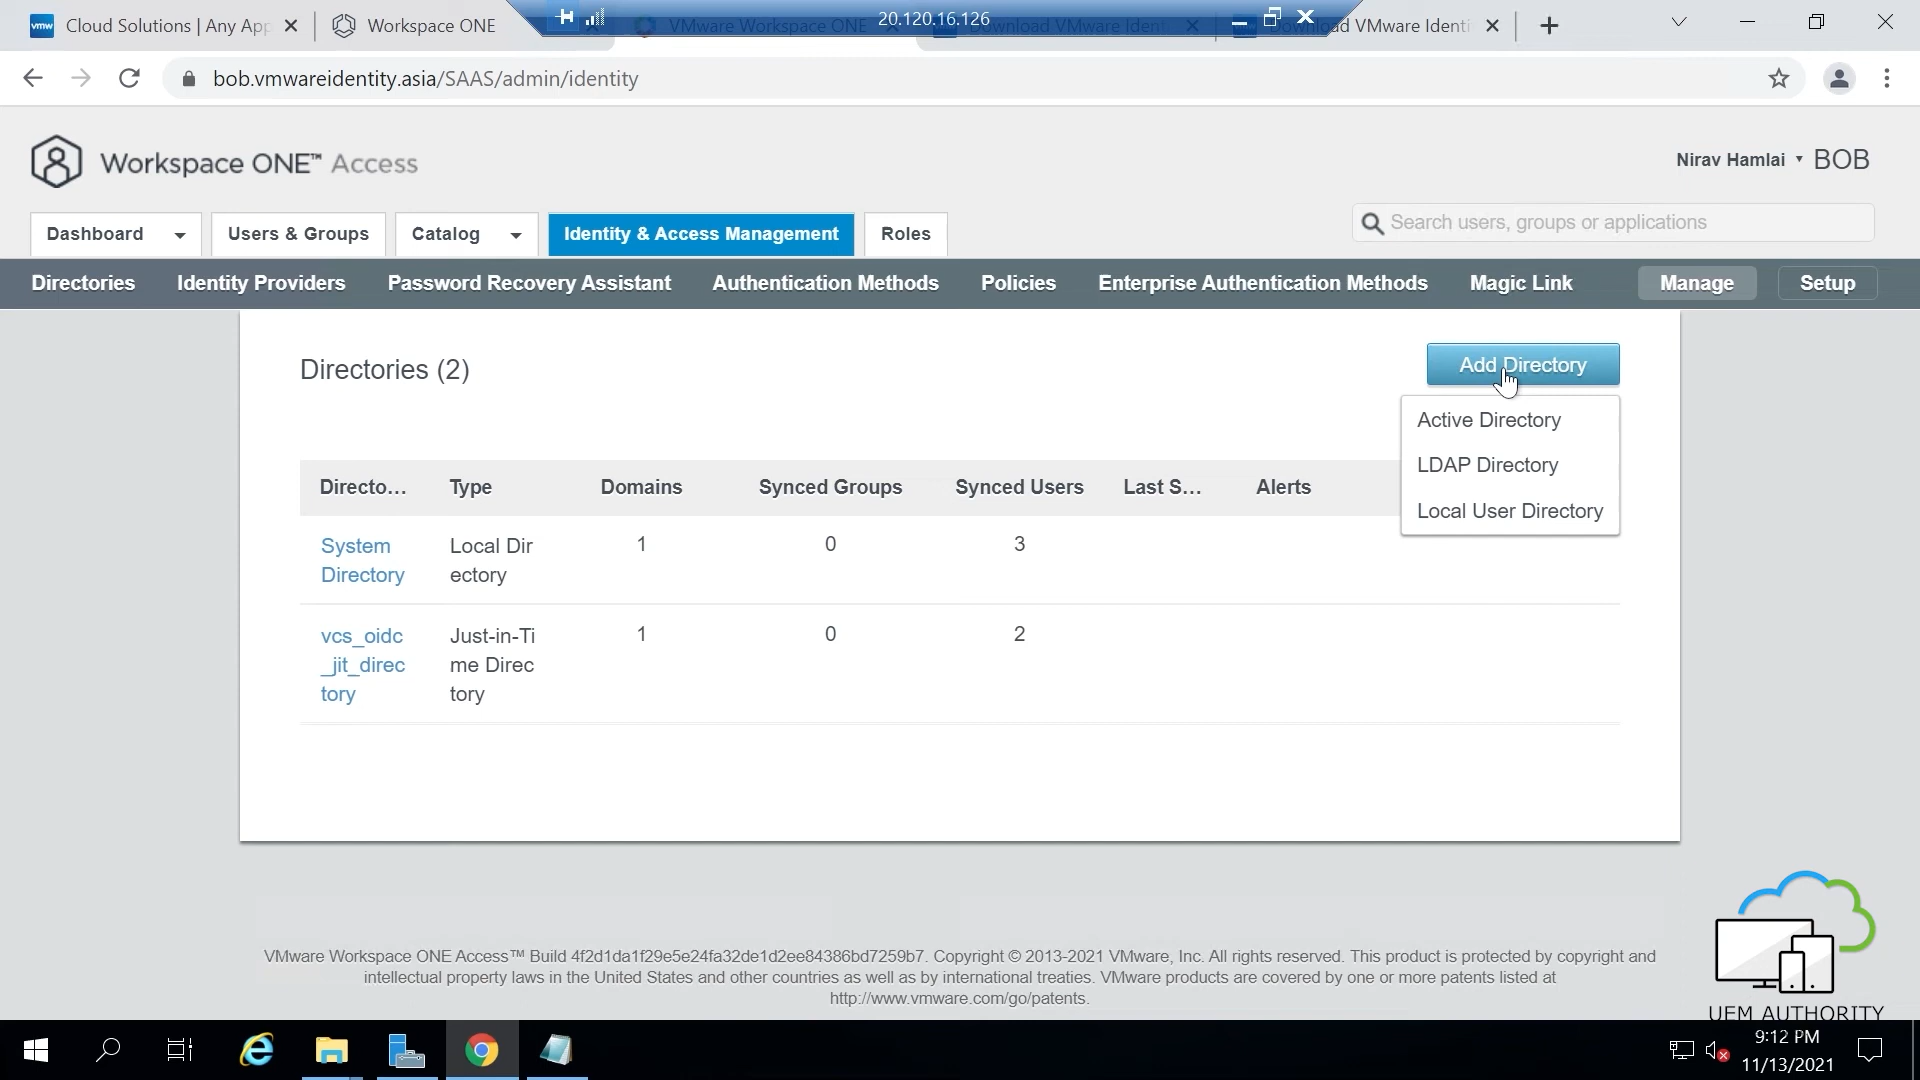 Cloud Solutions | Any App
Workspace ONE
VMware Workspace ONE
20.120.16.126
Download VMware Identi
Download VMware Identi
bob.vmwareidentity.asia/SAAS/admin/identity
Workspace ONE™ Access
Nirav Hamlai
BOB
Dashboard
Users & Groups
Catalog
Identity & Access Management
Roles
Search users, groups or applications
Directories
Identity Providers
Password Recovery Assistant
Authentication Methods
Policies
Enterprise Authentication Methods
Magic Link
Manage
Setup
Directories (2)
Add Directory
Active Directory
LDAP Directory
Local User Directory
Directo...
Type
Domains
Synced Groups
Synced Users
Last S...
Alerts
System
Directory
Local Dir
ectory
1
0
3
vcs_oidc
_jit_direc
tory
Just-in-Ti
me Direc
tory
1
0
2
VMware Workspace ONE Access™ Build 4f2d1da1f29e5e24fa32de1d2ee84386bd7259b7. Copyright © 2013-2021 VMware, Inc. All rights reserved. This product is protected by copyright and
intellectual property laws in the United States and other countries as well as by international treaties. VMware products are covered by one or more patents listed at
http://www.vmware.com/go/patents.
UEM AUTHORITY
9:12 PM
11/13/2021